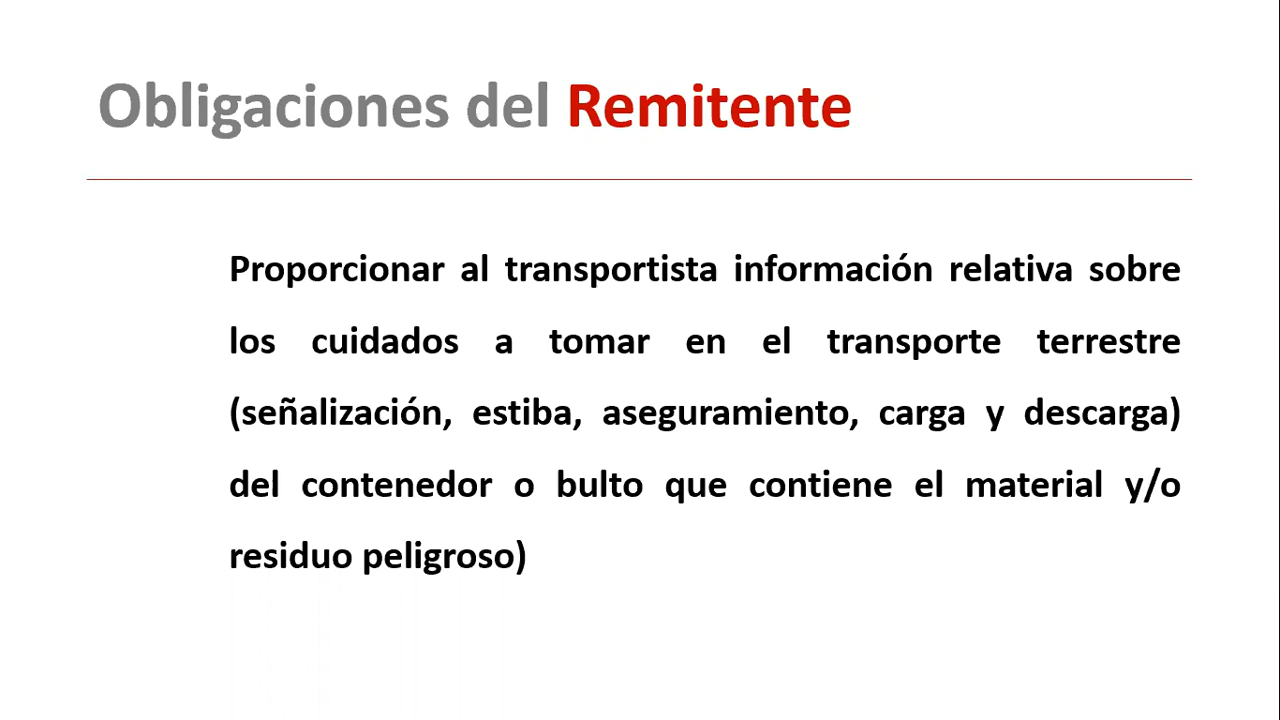 Obligaciones del Remitente
Proporcionar al transportista información relativa sobre
los cuidados a tomar en el transporte terrestre
(señalización, estiba, aseguramiento, carga y descarga)
del contenedor o bulto que contiene el material y/o
residuo peligroso)